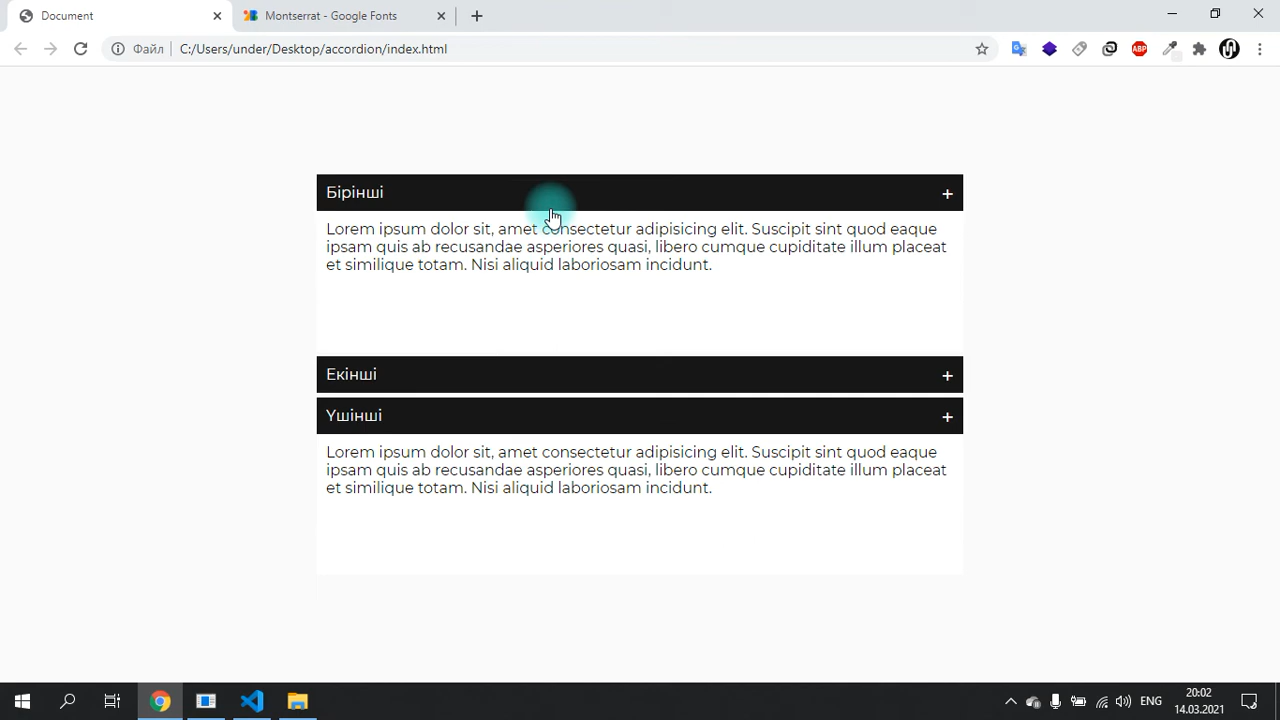 Document
Montserrat - Google Fonts
Файл
C:/Users/under/Desktop/accordion/index.html
ABP
Бірінші
+
Lorem ipsum dolor sit, amet consectetur adipisicing elit. Suscipit sint quod eaque
ipsam quis ab recusandae asperiores quasi, libero cumque cupiditate illum placeat
et similique totam. Nisi aliquid laboriosam incidunt.
Екінші
+
Үшінші
+
Lorem ipsum dolor sit, amet consectetur adipisicing elit. Suscipit sint quod eaque
ipsam quis ab recusandae asperiores quasi, libero cumque cupiditate illum placeat
et similique totam. Nisi aliquid laboriosam incidunt.
ENG
20:02
14.03.2021